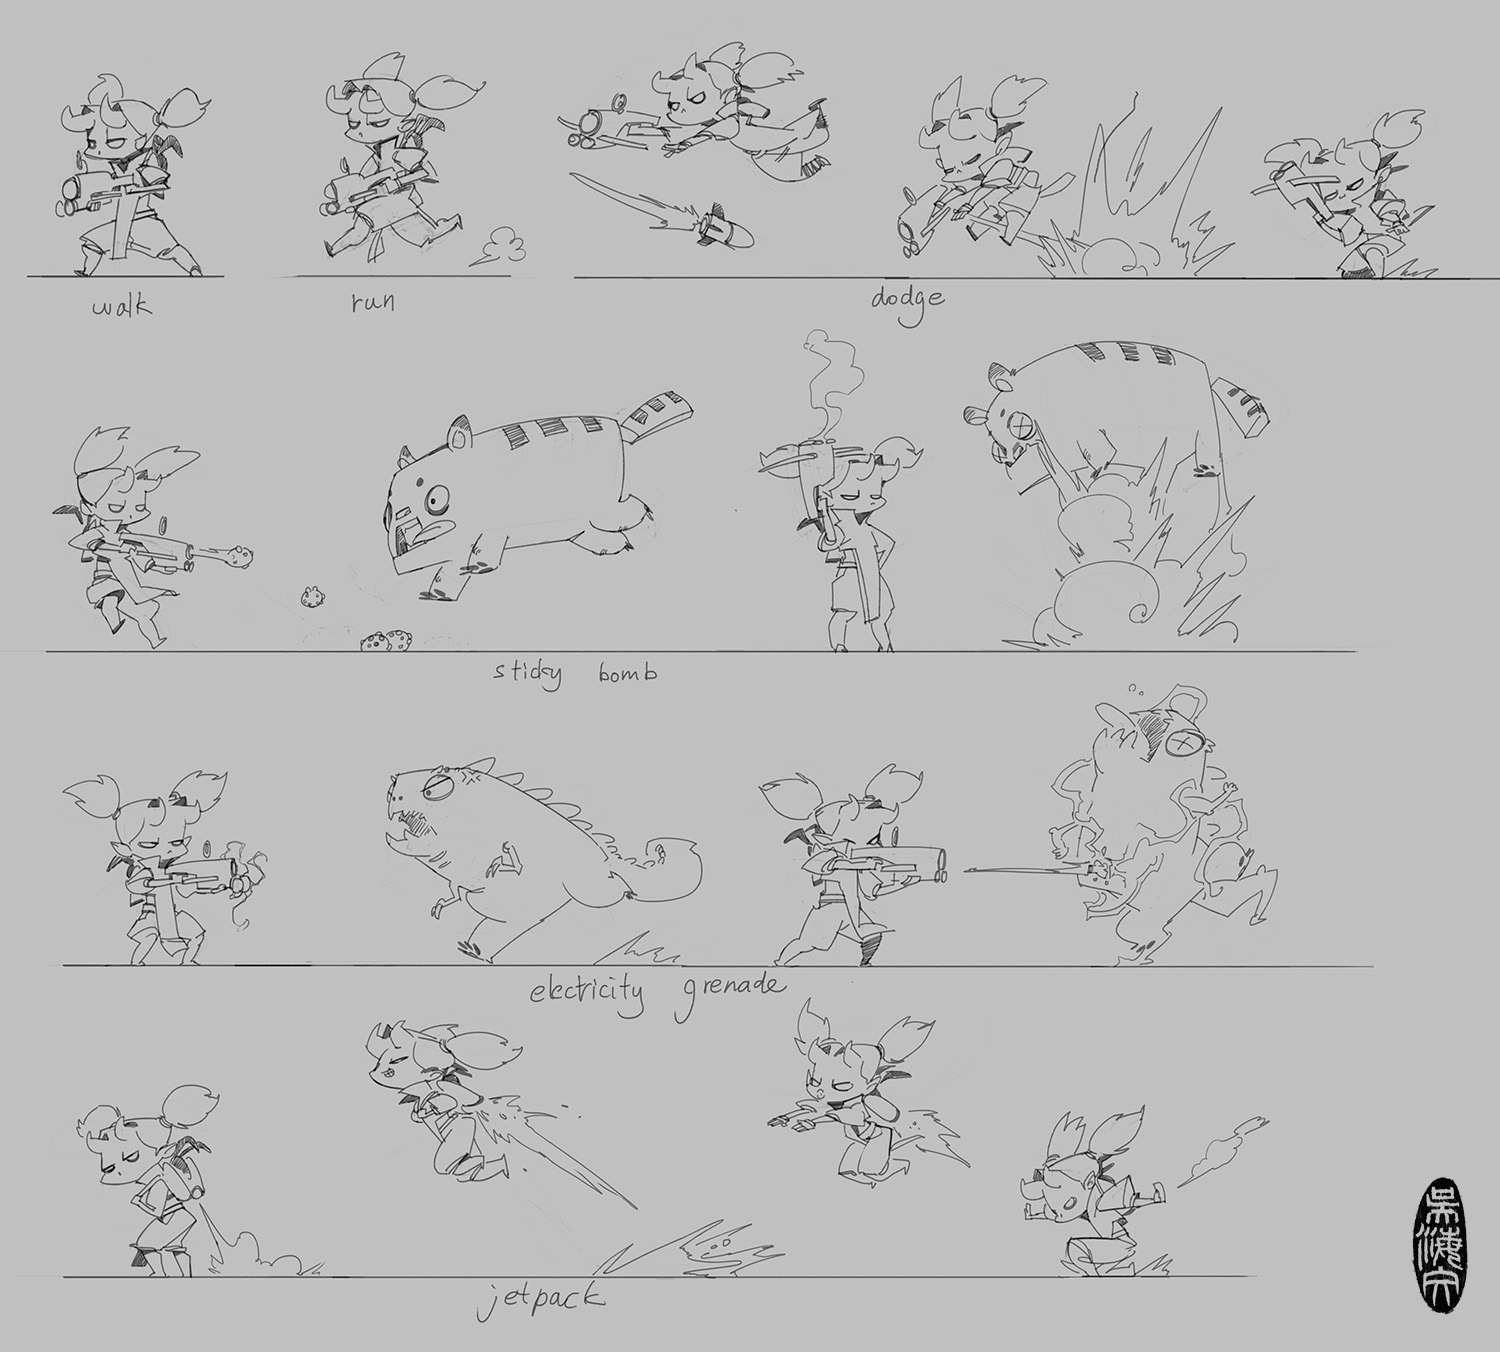 walk
run
dodge
sticky bomb
electricity grenade
jetpack